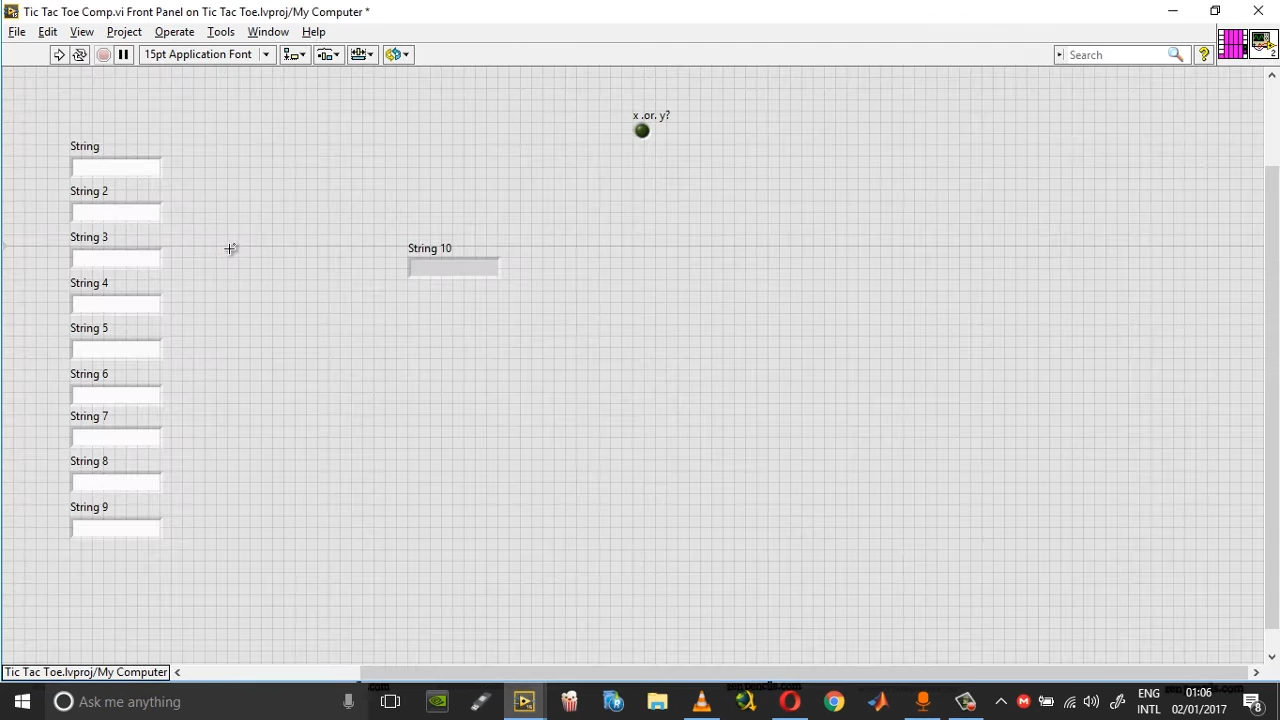 Tic Tac Toe Comp.vi Front Panel on Tic Tac Toe.lvproj/My Computer *
File Edit View Project Operate Tools Window Help
15pt Application Font
Search
?
2
x .or. y?
String
String 2
String 3
String 10
String 4
String 5
String 6
String 7
String 8
String 9
Tic Tac Toe.lvproj/My Computer
Ask me anything
ENG
INTL
01:06
02/01/2017
8